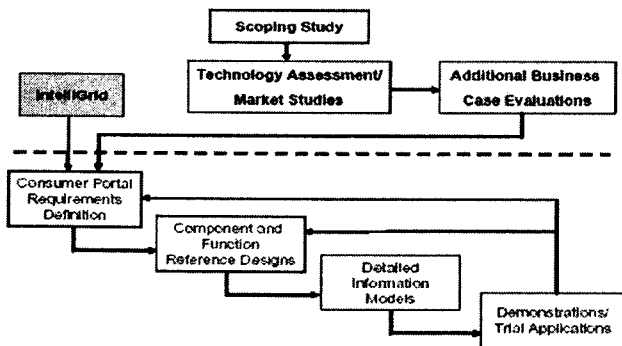 Scoping Study
Technology Assessment/
Market Studies
Additional Business
Case Evaluations
IntelliGrid
Consumer Portal
Requirements
Definition
Component and
Function
Reference Designs
Detailed
Information
Models
Demonstrations/
Trial Applications